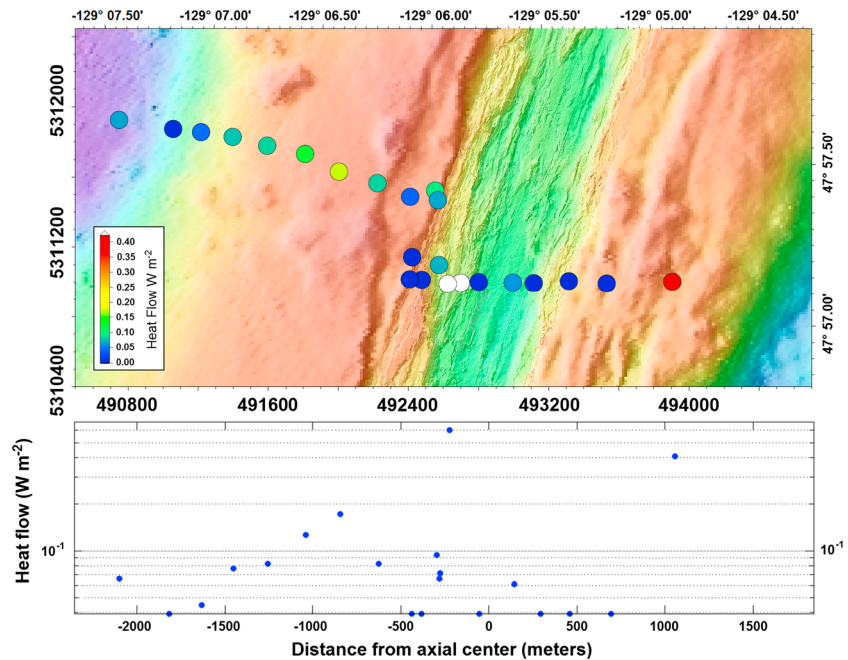 -129° 07.50' -129° 07.00' -129° 06.50' -129° 06.00' -129° 05.50' -129° 05.00' -129° 04.50'
5312000
47° 57.50'
5311200
0.40
0.35
0.30
0.25
0.20
0.15
0.10
0.05
0.00
Heat Flow W m-2
47° 57.00'
5310400
490800 491600 492400 493200 494000
Heat flow (W m-2)
10-1 10-1
-2000 -1500 -1000 -500 0 500 1000 1500
Distance from axial center (meters)